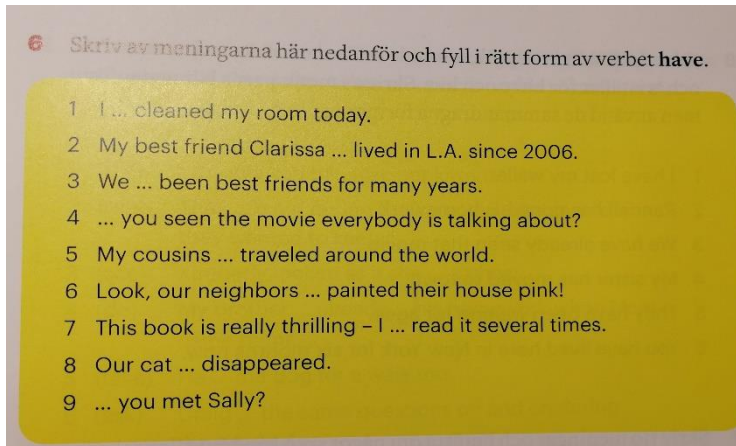 6 Skriv av meningarna här nedanför och fyll i rätt form av verbet have.
1 I ... cleaned my room today.
2 My best friend Clarissa ... lived in L.A. since 2006.
3 We ... been best friends for many years.
4 ... you seen the movie everybody is talking about?
5 My cousins ... traveled around the world.
6 Look, our neighbors ... painted their house pink!
7 This book is really thrilling – I ... read it several times.
8 Our cat ... disappeared.
9 ... you met Sally?